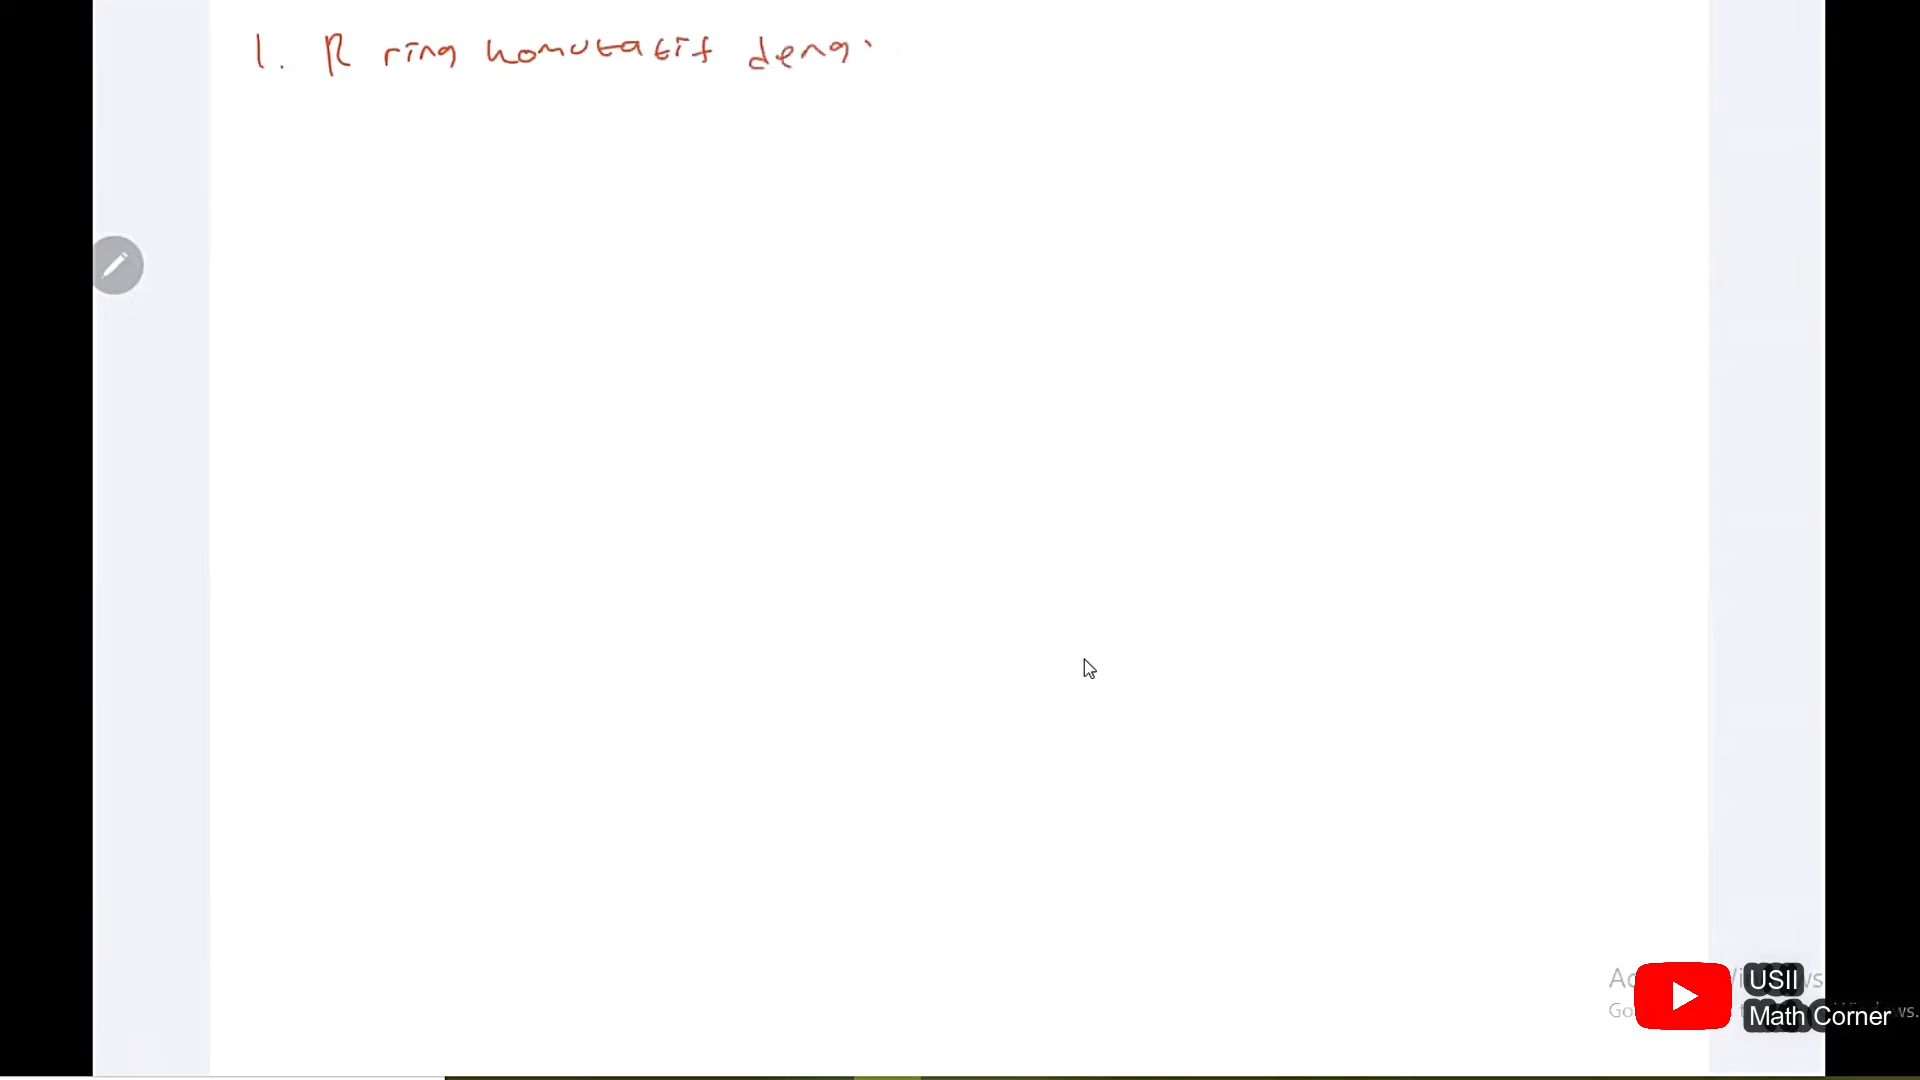 1. R ring komutatif deng
USII
Math Corner